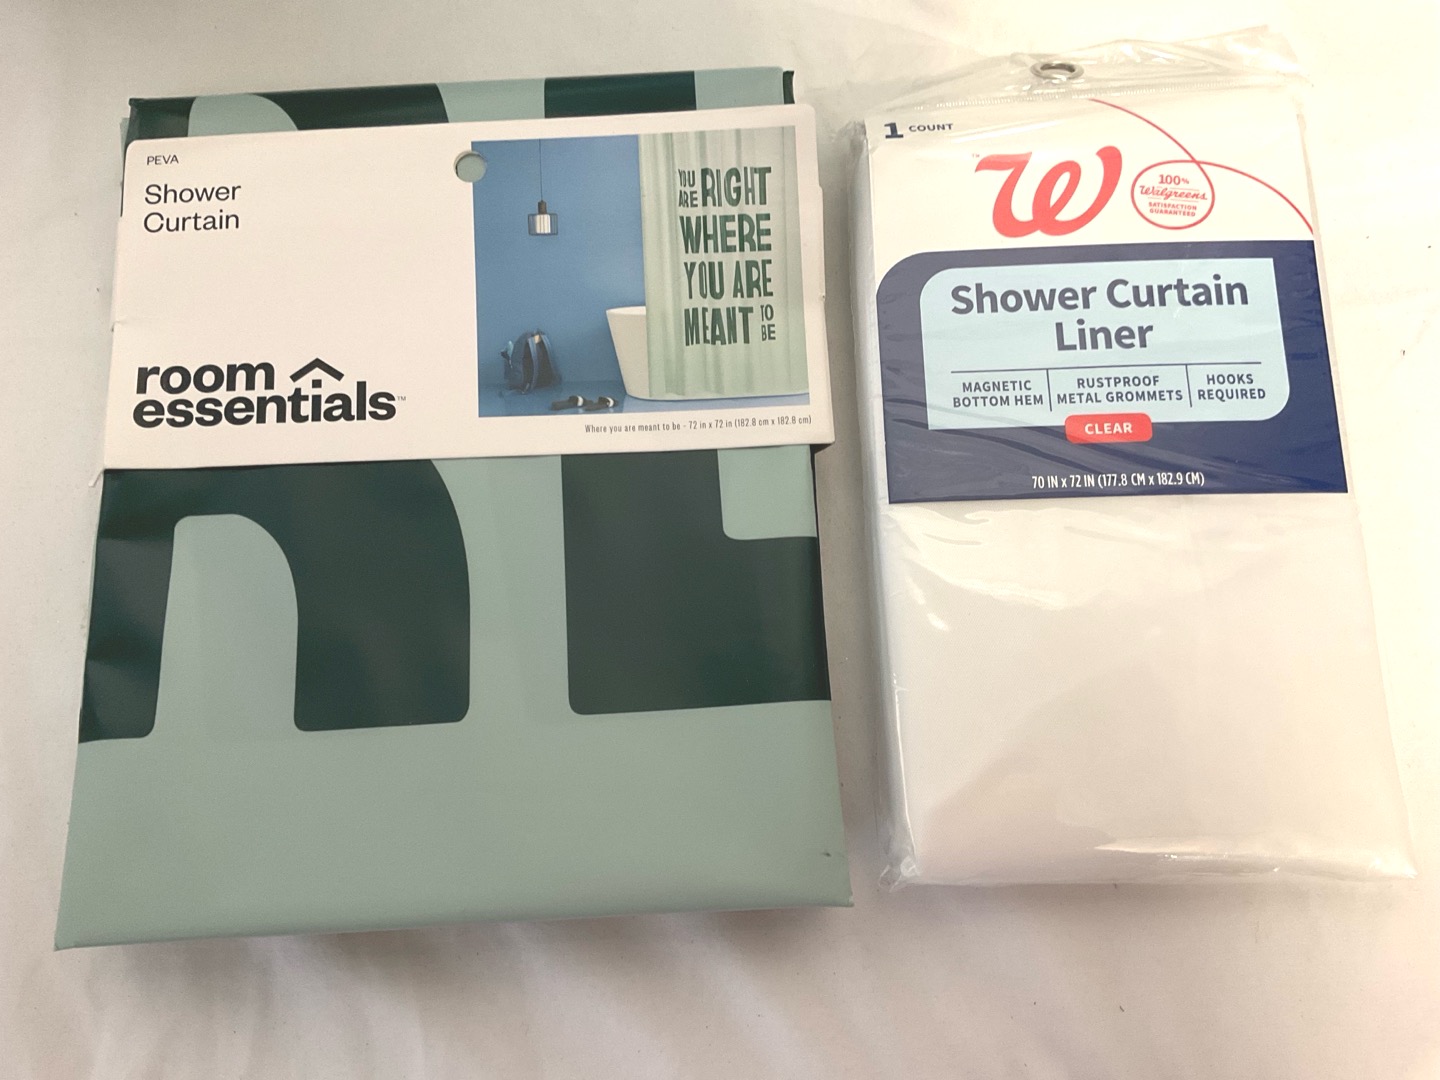 PEVA
Shower
Curtain
room
essentials™
YOU
ARE RIGHT
WHERE
YOU ARE
MEANT TO
BE
Where you are meant to be - 72 in x 72 in (182.8 cm x 182.8 cm)
1 COUNT
™
W
100%
Walgreens
SATISFACTION
GUARANTEED
Shower Curtain
Liner
MAGNETIC
BOTTOM HEM
RUSTPROOF
METAL GROMMETS
HOOKS
REQUIRED
CLEAR
70 IN x 72 IN (177.8 CM x 182.9 CM)